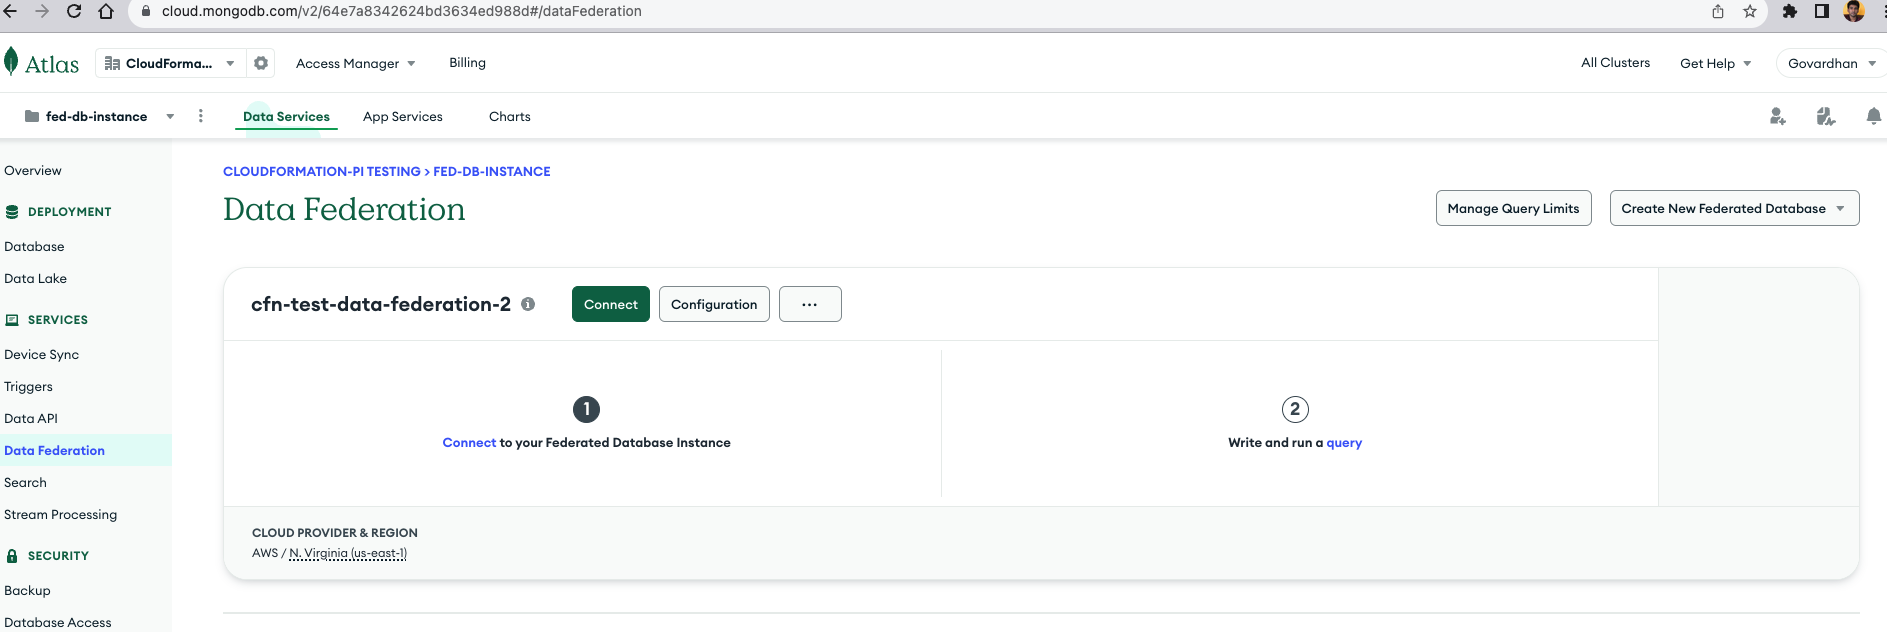 cloud.mongodb.com/v2/64e7a8342624bd3634ed988d#/dataFederation
Atlas
CloudForma...
Access Manager
Billing
All Clusters
Get Help
Govardhan
fed-db-instance
Data Services
App Services
Charts
Overview
DEPLOYMENT
Database
Data Lake
SERVICES
Device Sync
Triggers
Data API
Data Federation
Search
Stream Processing
SECURITY
Backup
Database Access
CLOUDFORMATION-PI TESTING > FED-DB-INSTANCE
Data Federation
Manage Query Limits
Create New Federated Database
cfn-test-data-federation-2
Connect
Configuration
...
1
Connect to your Federated Database Instance
2
Write and run a query
CLOUD PROVIDER & REGION
AWS / N. Virginia (us-east-1)